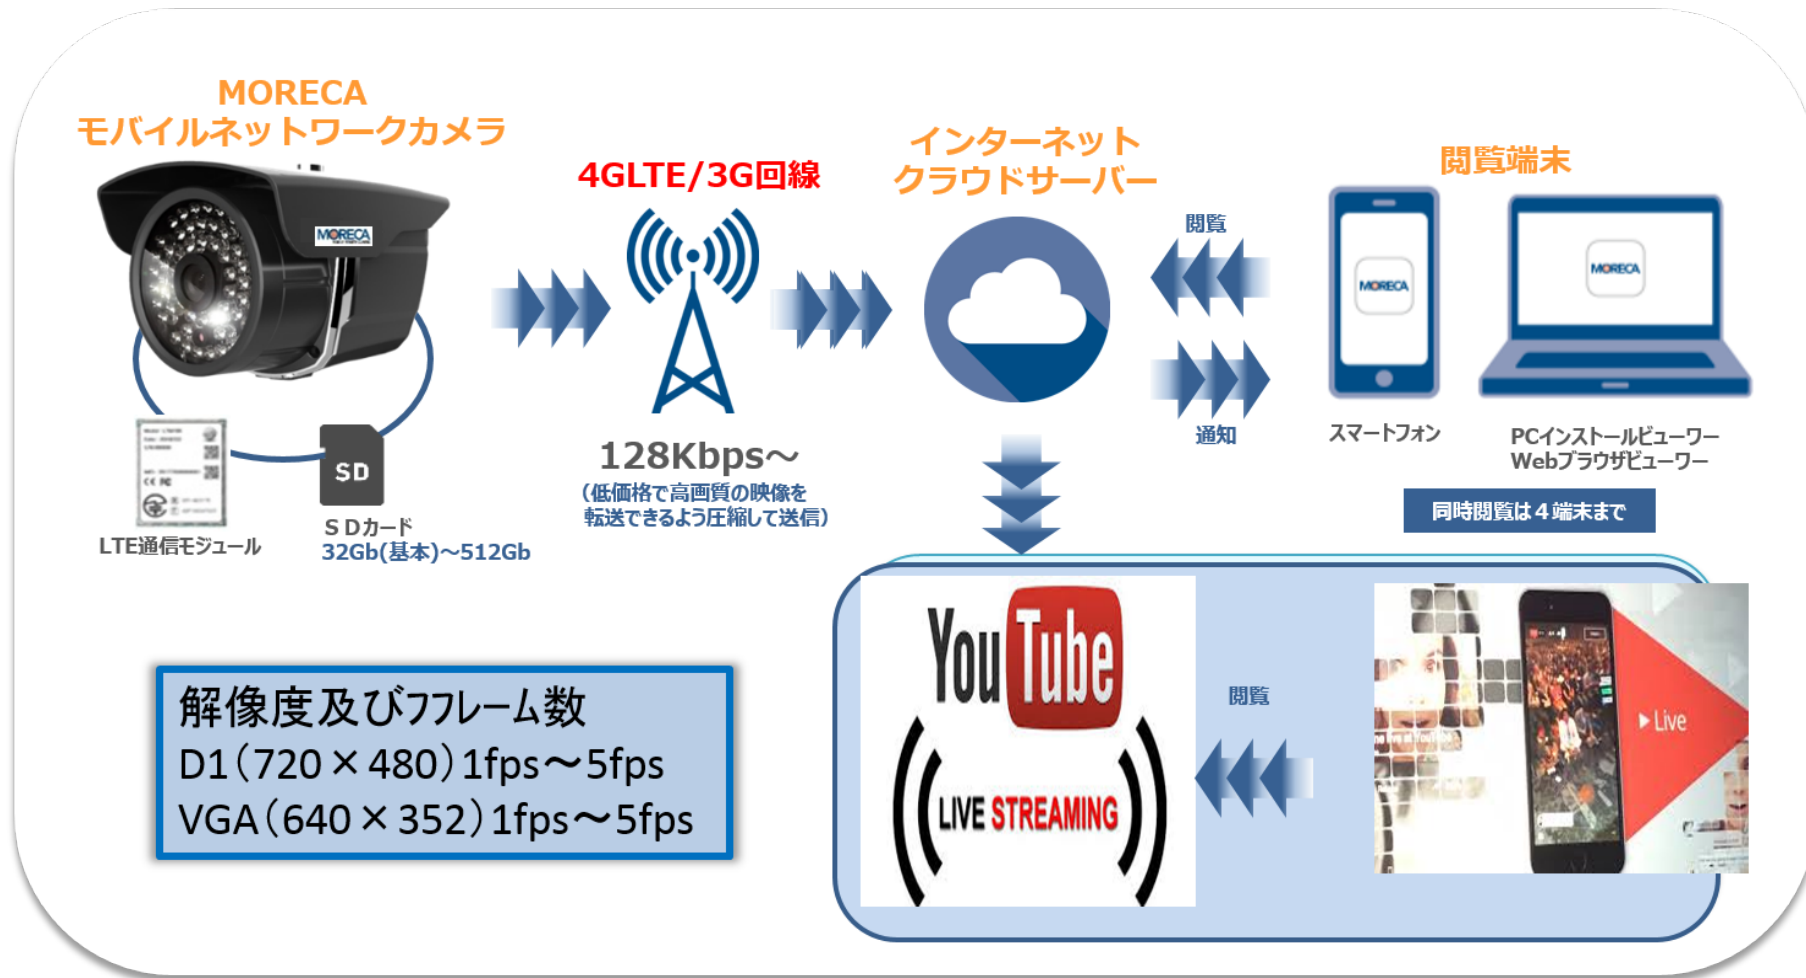 MORECA
モバイルネットワークカメラ
MORECA
LTE通信モジュール
SD
ＳＤカード
32Gb(基本)～512Gb
4GLTE/3G回線
128Kbps～
（低価格で高画質の映像を
転送できるよう圧縮して送信）
インターネット
クラウドサーバー
閲覧
通知
閲覧端末
MORECA
MORECA
スマートフォン
PCインストールビューワー
Webブラウザビューワー
同時閲覧は４端末まで
解像度及びフフレーム数
D1（720×480）1fps～5fps
VGA（640×352）1fps～5fps
YouTube
LIVE STREAMING
閲覧
Live